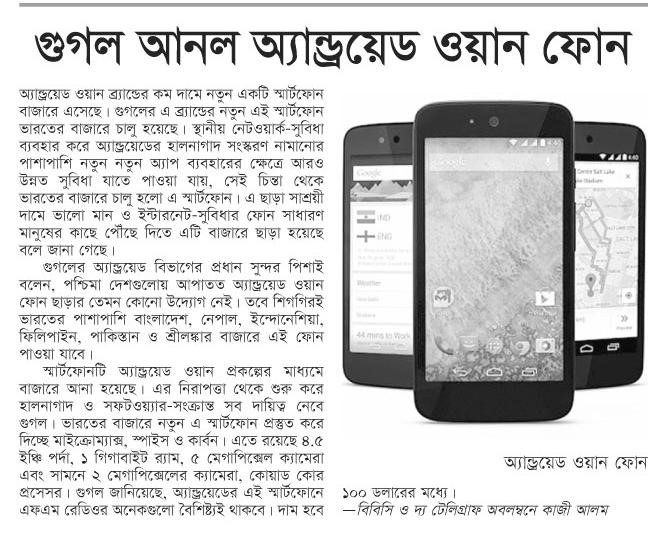 গুগল আনল অ্যান্ড্রয়েড ওয়ান ফোন
অ্যান্ড্রয়েড ওয়ান ব্র্যান্ডের কম দামে নতুন একটি স্মার্টফোন
বাজারে এসেছে। গুগলের এ ব্র্যান্ডের নতুন এই স্মার্টফোন
ভারতের বাজারে চালু হয়েছে। স্থানীয় নেটওয়ার্ক-সুবিধা
ব্যবহার করে অ্যান্ড্রয়েডের হালনাগাদ সংস্করণ নামানোর
পাশাপাশি নতুন নতুন অ্যাপ ব্যবহারের ক্ষেত্রে আরও
উন্নত সুবিধা যাতে পাওয়া যায়, সেই চিন্তা থেকে
ভারতের বাজারে চালু হলো এ স্মার্টফোন। এ ছাড়া সাশ্রয়ী
দামে ভালো মান ও ইন্টারনেট-সুবিধার ফোন সাধারণ
মানুষের কাছে পৌঁছে দিতে এটি বাজারে ছাড়া হয়েছে
বলে জানা গেছে।
গুগলের অ্যান্ড্রয়েড বিভাগের প্রধান সুন্দর পিশাই
বলেন, পশ্চিমা দেশগুলোয় আপাতত অ্যান্ড্রয়েড ওয়ান
ফোন ছাড়ার তেমন কোনো উদ্যোগ নেই। তবে শিগগিরই
ভারতের পাশাপাশি বাংলাদেশ, নেপাল, ইন্দোনেশিয়া,
ফিলিপাইন, পাকিস্তান ও শ্রীলঙ্কার বাজারে এই ফোন
পাওয়া যাবে।
স্মার্টফোনটি অ্যান্ড্রয়েড ওয়ান প্রকল্পের মাধ্যমে
বাজারে আনা হয়েছে। এর নিরাপত্তা থেকে শুরু করে
হালনাগাদ ও সফটওয়্যার-সংক্রান্ত সব দায়িত্ব নেবে
গুগল। ভারতের বাজারে নতুন এ স্মার্টফোন প্রস্তুত করে
দিচ্ছে মাইক্রোম্যাক্স, স্পাইস ও কার্বন। এতে রয়েছে ৪.৫
ইঞ্চি পর্দা, ১ গিগাবাইট র‍্যাম, ৫ মেগাপিক্সেল ক্যামেরা
এবং সামনে ২ মেগাপিক্সেলের ক্যামেরা, কোয়াড কোর
প্রসেসর। গুগল জানিয়েছে, অ্যান্ড্রয়েডের এই স্মার্টফোনে
এফএম রেডিওর অনেকগুলো বৈশিষ্ট্যই থাকবে। দাম হবে
Google
IND
ENG
Weather
44 mins to Work
Google
4:40
4:40
Preview
অ্যান্ড্রয়েড ওয়ান ফোন
১০০ ডলারের মধ্যে।
—বিবিসি ও দ্য টেলিগ্রাফ অবলম্বনে কাজী আলম